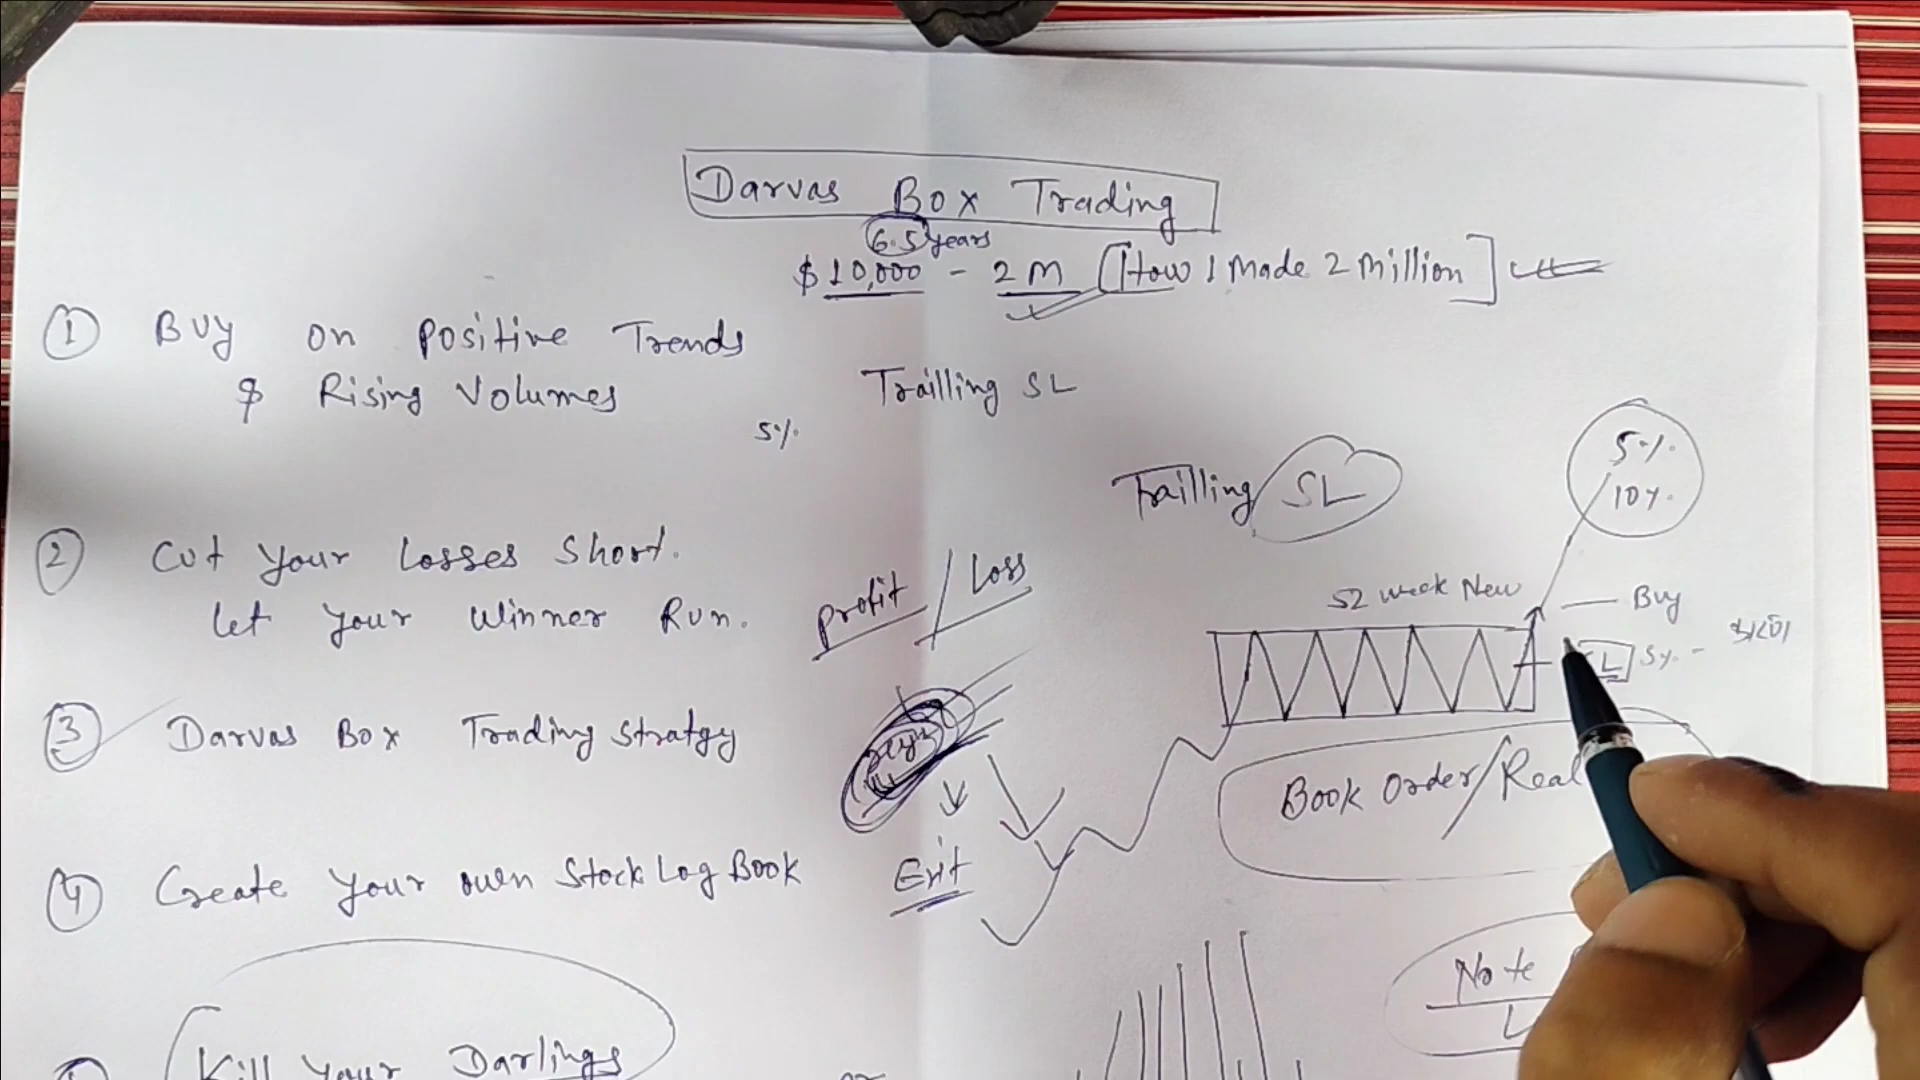 Darvas Box Trading
6.5 years
$10,000 - 2M [How I Made 2 Million]
① Buy on Positive Trends
& Rising Volumes
Trailling SL
5%
Trailling SL
5%
10%
② Cut your Losses Short.
Let your Winner Run.
Profit / Loss
52 week New
Buy
L 5% -
③ Darvas Box Trading Stratgy
Book Order/Real
④ Create your own Stock Log Book
Exit
Note
L
Kill your Darlings
or